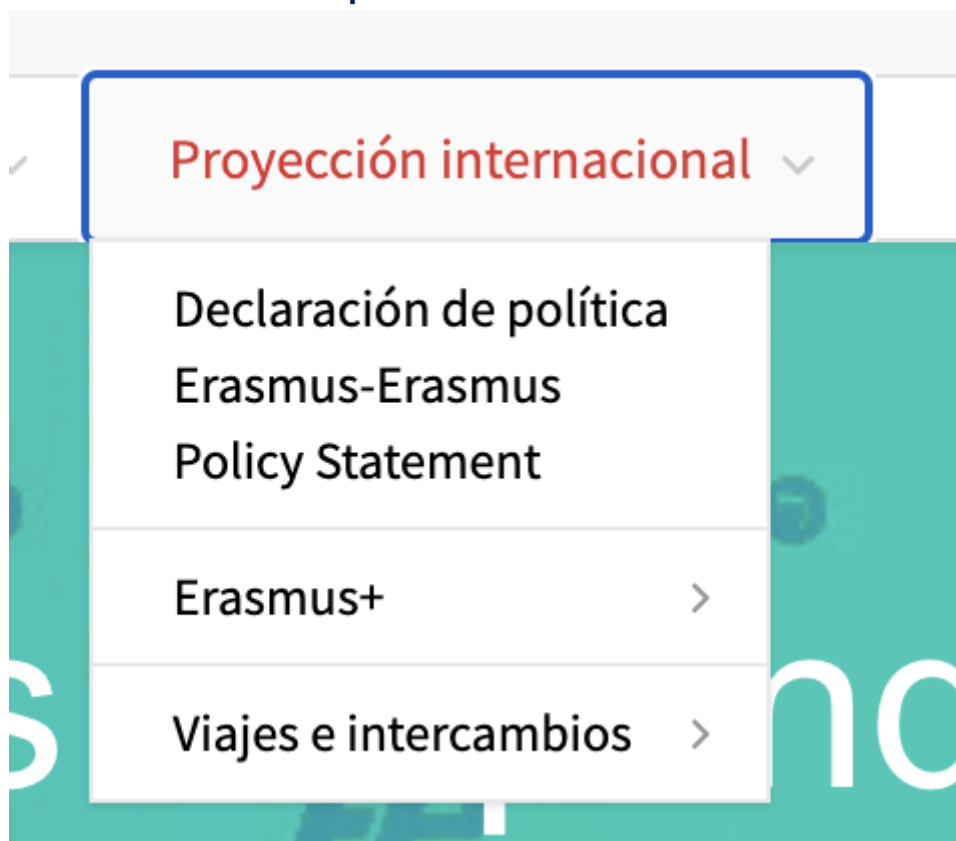 Proyección internacional
Declaración de política
Erasmus-Erasmus
Policy Statement
Erasmus+
Viajes e intercambios